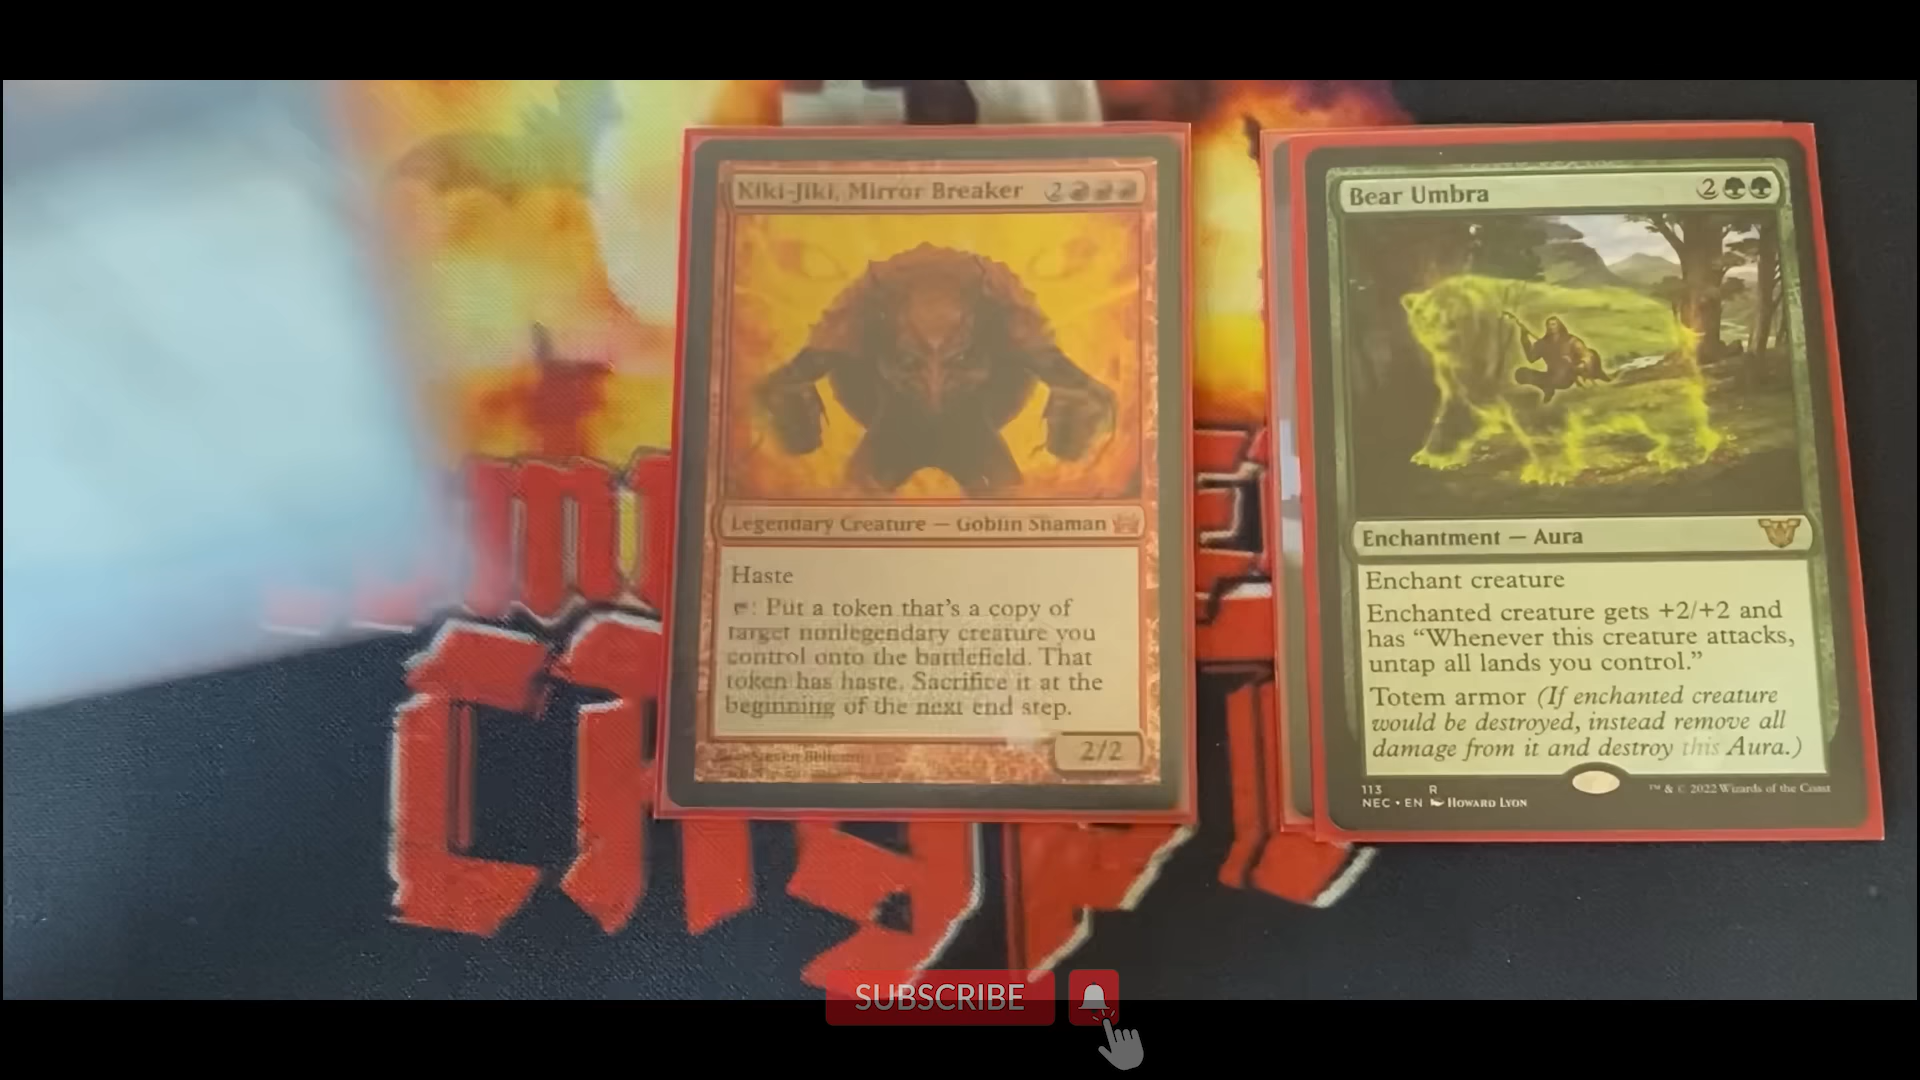 Kiki-Jiki, Mirror Breaker 2
Legendary Creature — Goblin Shaman
Haste
: Put a token that's a copy of
target nonlegendary creature you
control onto the battlefield. That
token has haste. Sacrifice it at the
beginning of the next end step.
2/2
Bear Umbra 2
Enchantment — Aura
Enchant creature
Enchanted creature gets +2/+2 and
has “Whenever this creature attacks,
untap all lands you control.”
Totem armor (If enchanted creature
would be destroyed, instead remove all
damage from it and destroy this Aura.)
113 R
NEC • EN Howard Lyon
™ & © 2022 Wizards of the Coast
SUBSCRIBE